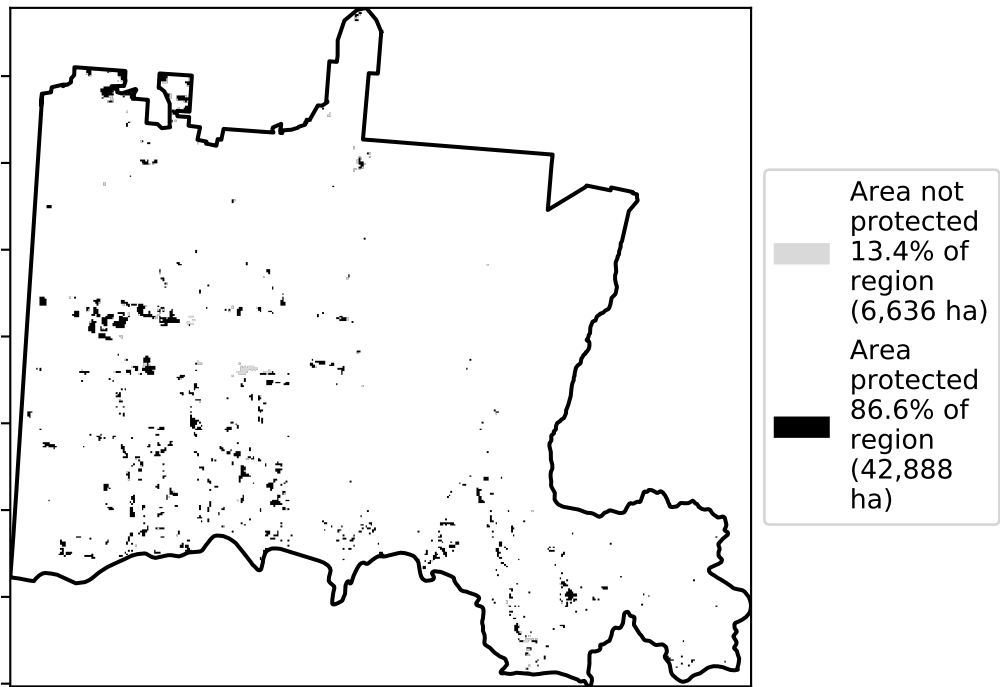 Area not
protected
13.4% of
region
(6,636 ha)
Area
protected
86.6% of
region
(42,888
ha)